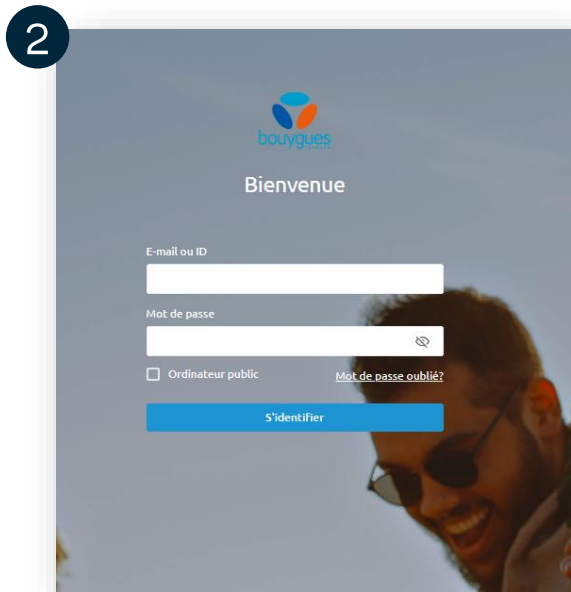 2
bouygues
Bienvenue
E-mail ou ID
Mot de passe
Ordinateur public
Mot de passe oublié?
S'identifier